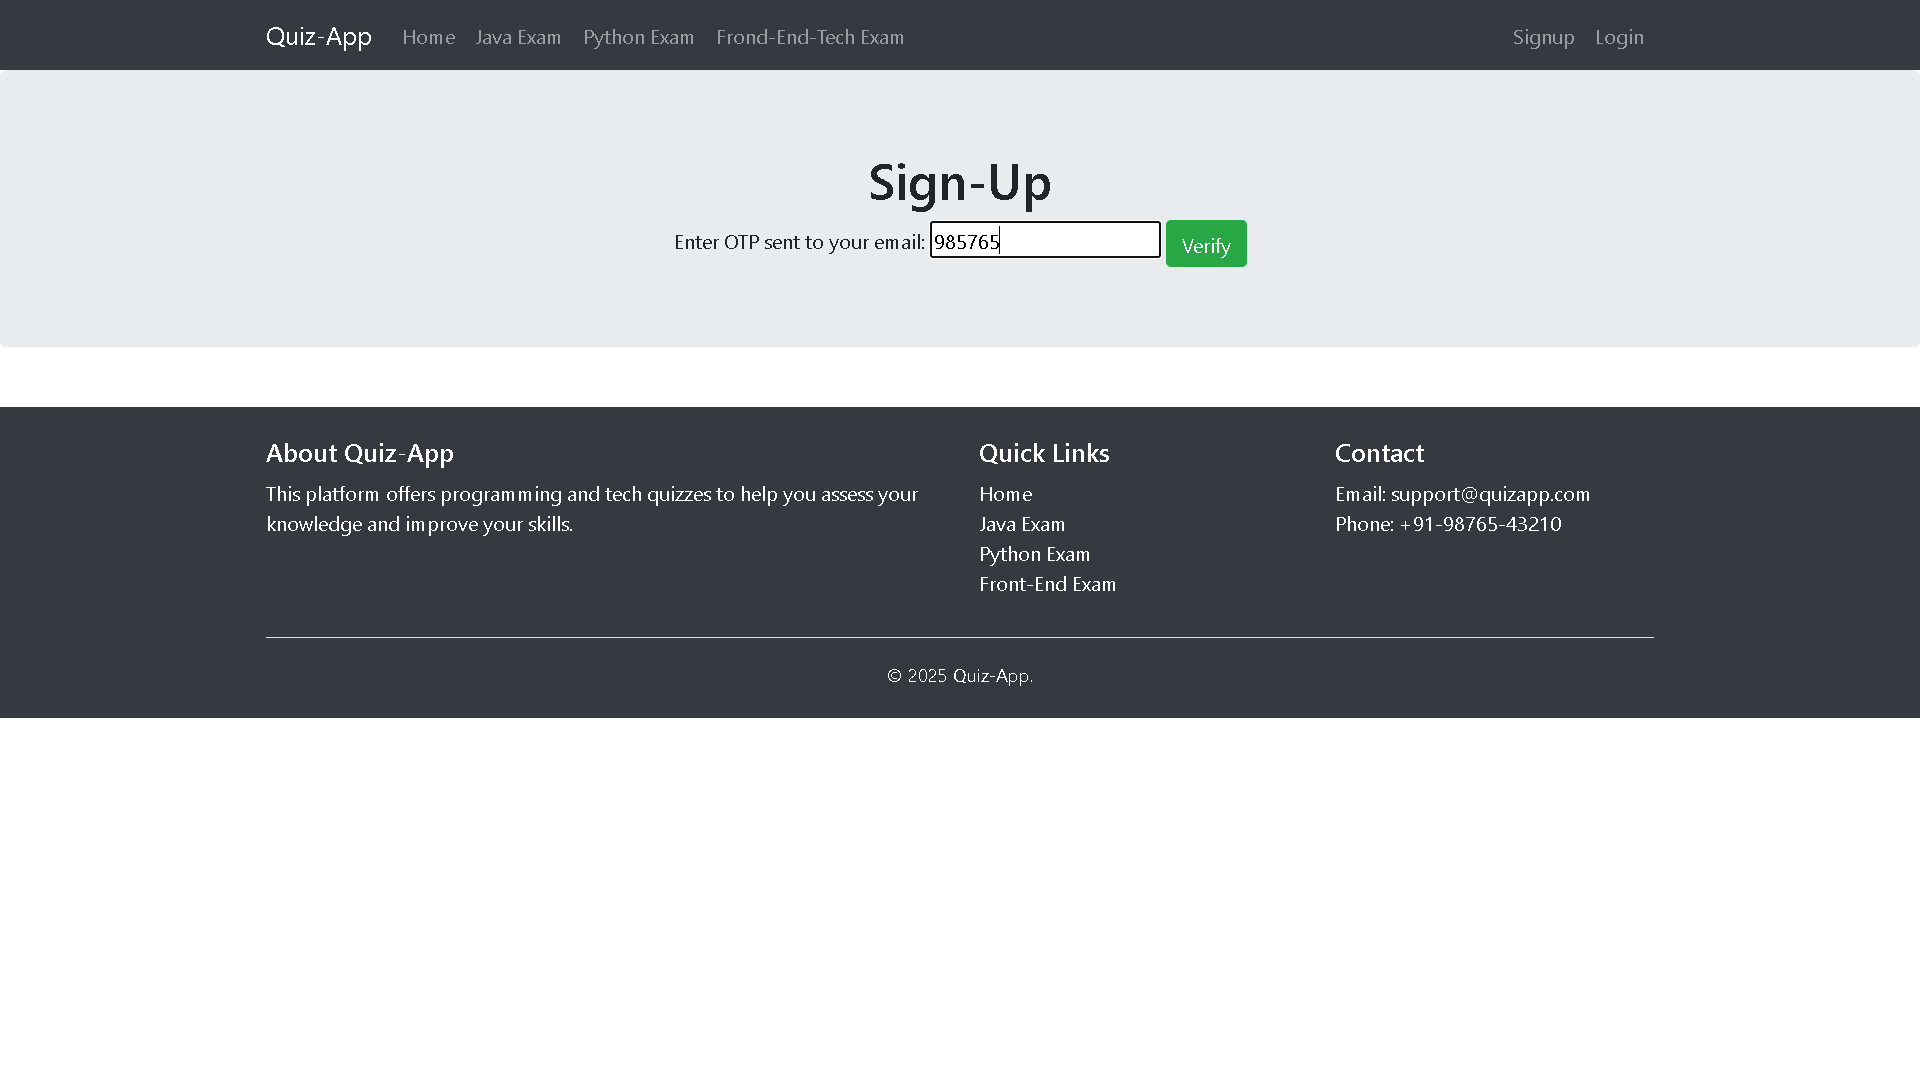 Quiz-App Home Java Exam Python Exam Frond-End-Tech Exam Signup Login
Sign-Up
Enter OTP sent to your email: 985765 Verify
About Quiz-App
This platform offers programming and tech quizzes to help you assess your
knowledge and improve your skills.
Quick Links
Home
Java Exam
Python Exam
Front-End Exam
Contact
Email: support@quizapp.com
Phone: +91-98765-43210
© 2025 Quiz-App.